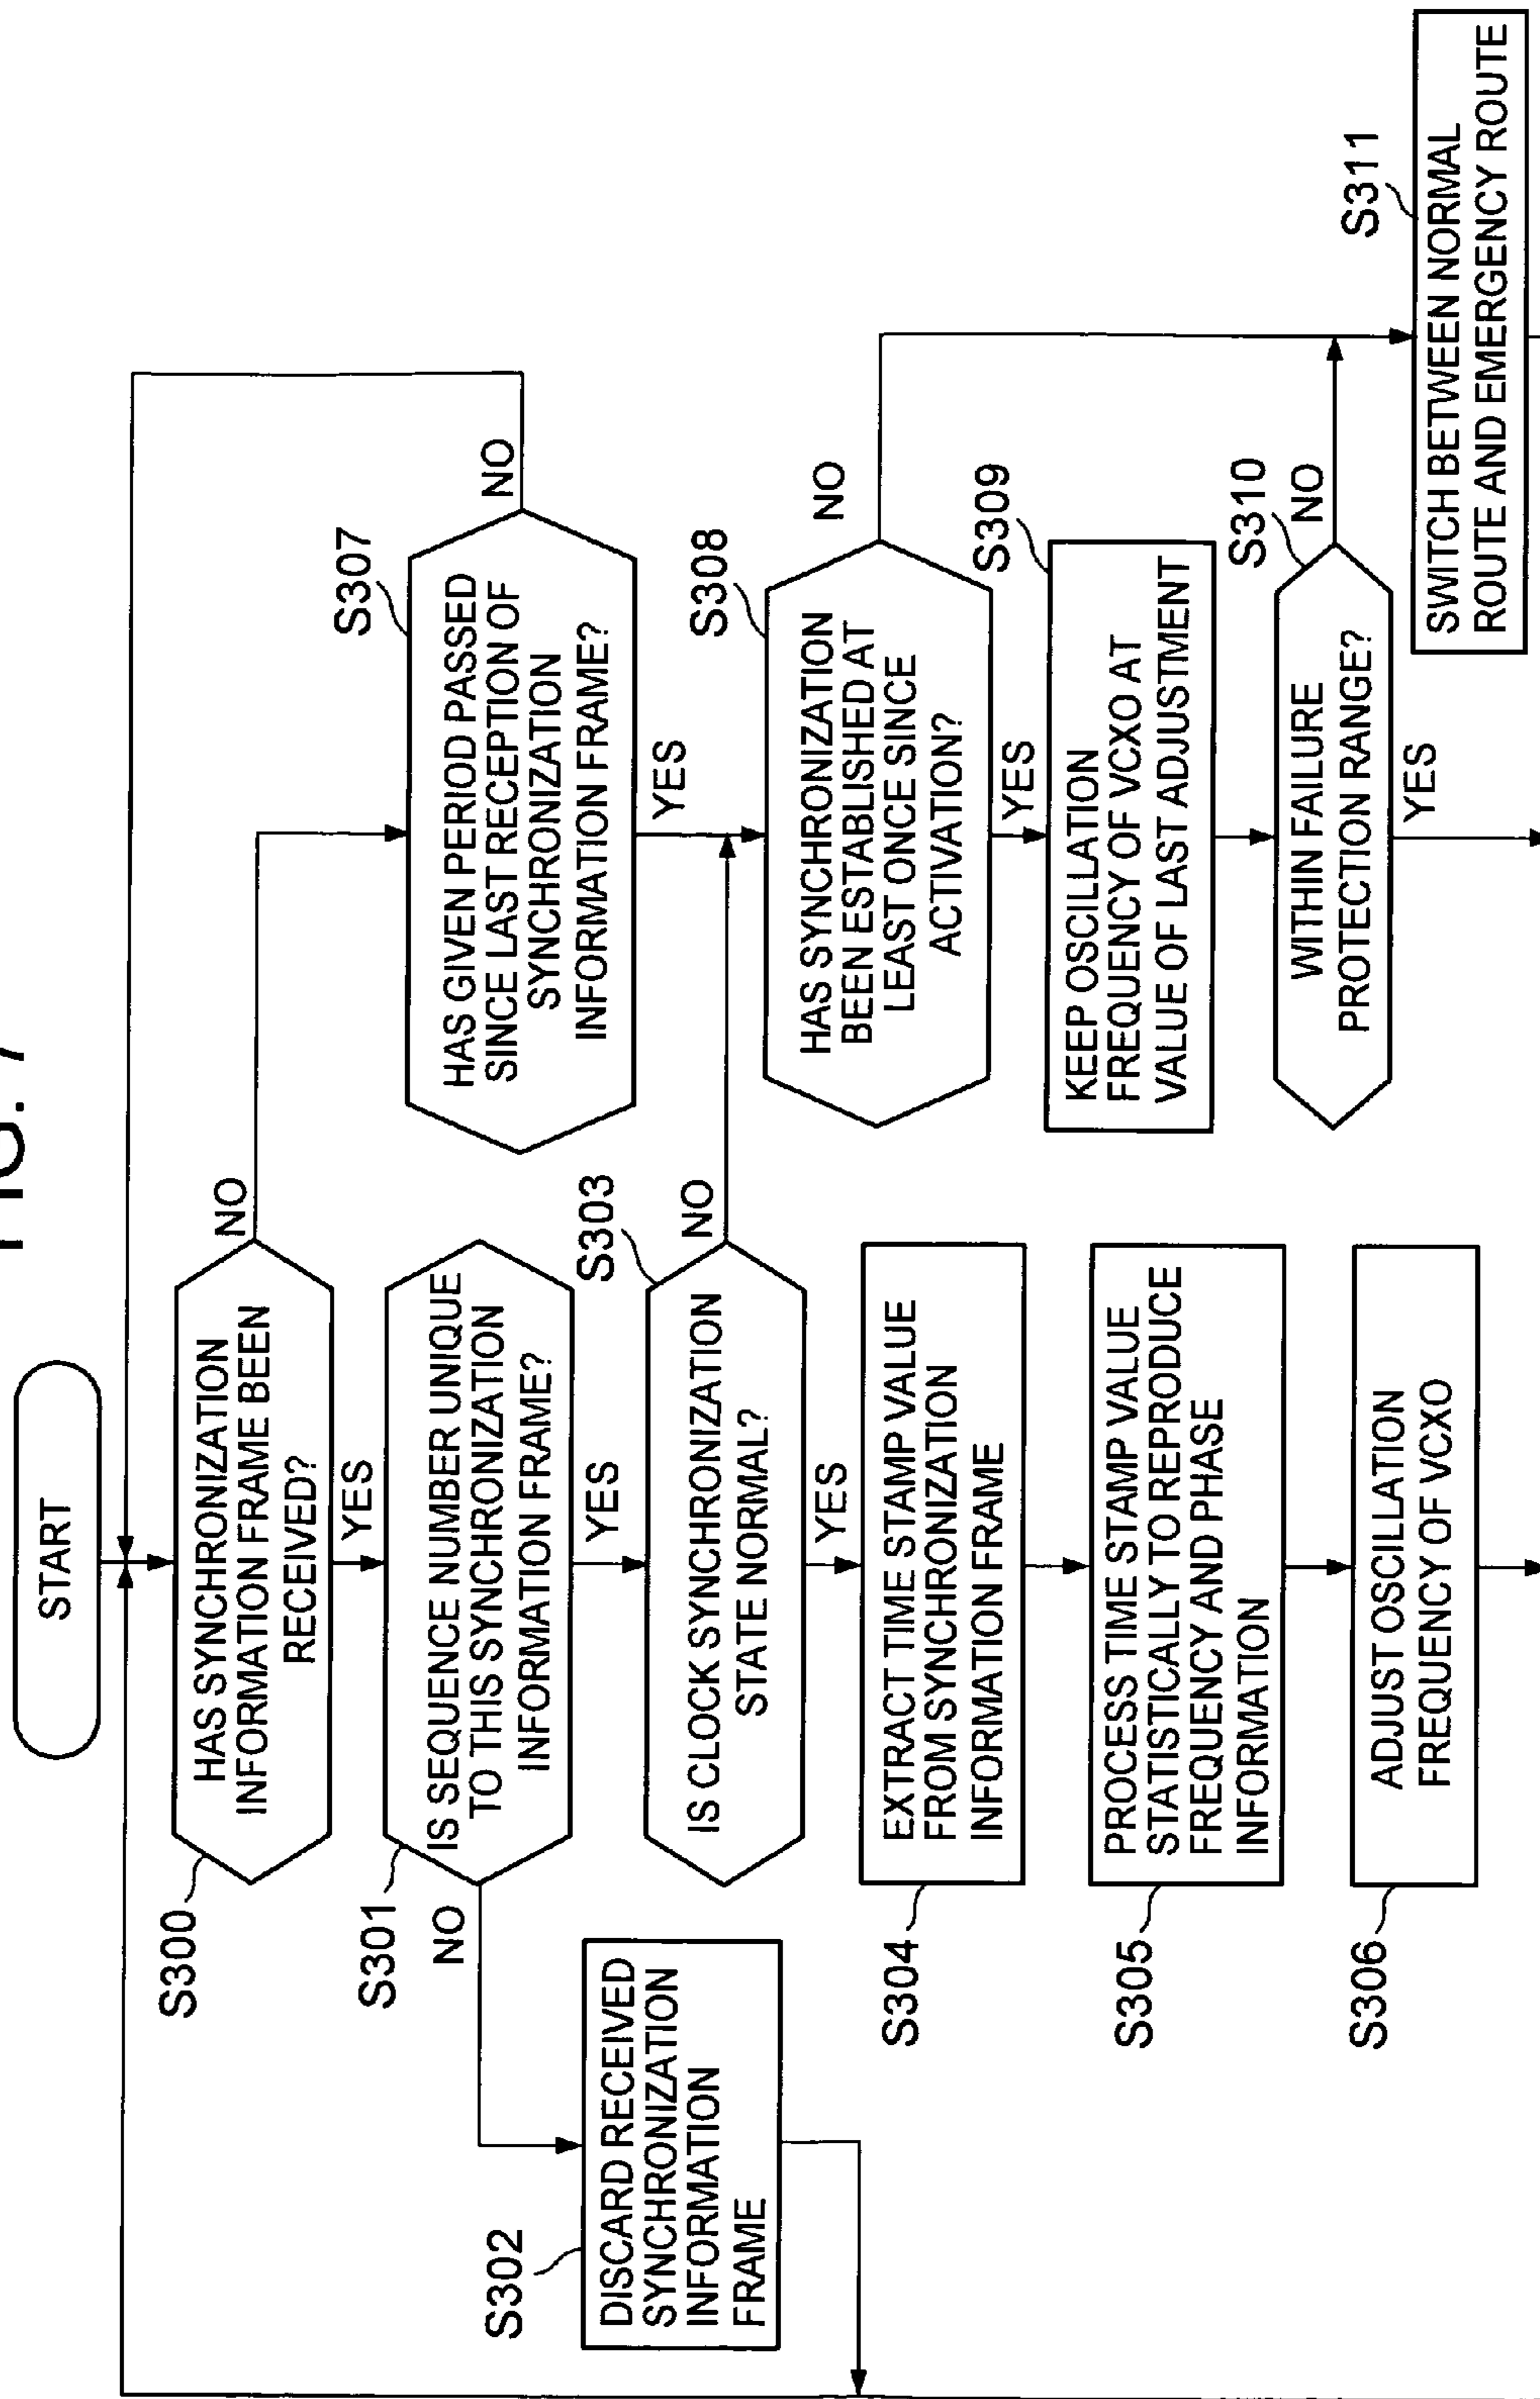 FIG. 7
START
HAS SYNCHRONIZATION
INFORMATION FRAME BEEN
RECEIVED?
S300
NO
YES
IS SEQUENCE NUMBER UNIQUE
TO THIS SYNCHRONIZATION
INFORMATION FRAME?
S301
NO
YES
DISCARD RECEIVED
SYNCHRONIZATION
INFORMATION
FRAME
S302
IS CLOCK SYNCHRONIZATION
STATE NORMAL?
S303
NO
YES
EXTRACT TIME STAMP VALUE
FROM SYNCHRONIZATION
INFORMATION FRAME
S304
PROCESS TIME STAMP VALUE
STATISTICALLY TO REPRODUCE
FREQUENCY AND PHASE
INFORMATION
S305
ADJUST OSCILLATION
FREQUENCY OF VCXO
S306
HAS GIVEN PERIOD PASSED
SINCE LAST RECEPTION OF
SYNCHRONIZATION
INFORMATION FRAME?
S307
NO
YES
HAS SYNCHRONIZATION
BEEN ESTABLISHED AT
LEAST ONCE SINCE
ACTIVATION?
S308
NO
YES
KEEP OSCILLATION
FREQUENCY OF VCXO AT
VALUE OF LAST ADJUSTMENT
S309
WITHIN FAILURE
PROTECTION RANGE?
S310
NO
YES
SWITCH BETWEEN NORMAL
ROUTE AND EMERGENCY ROUTE
S311